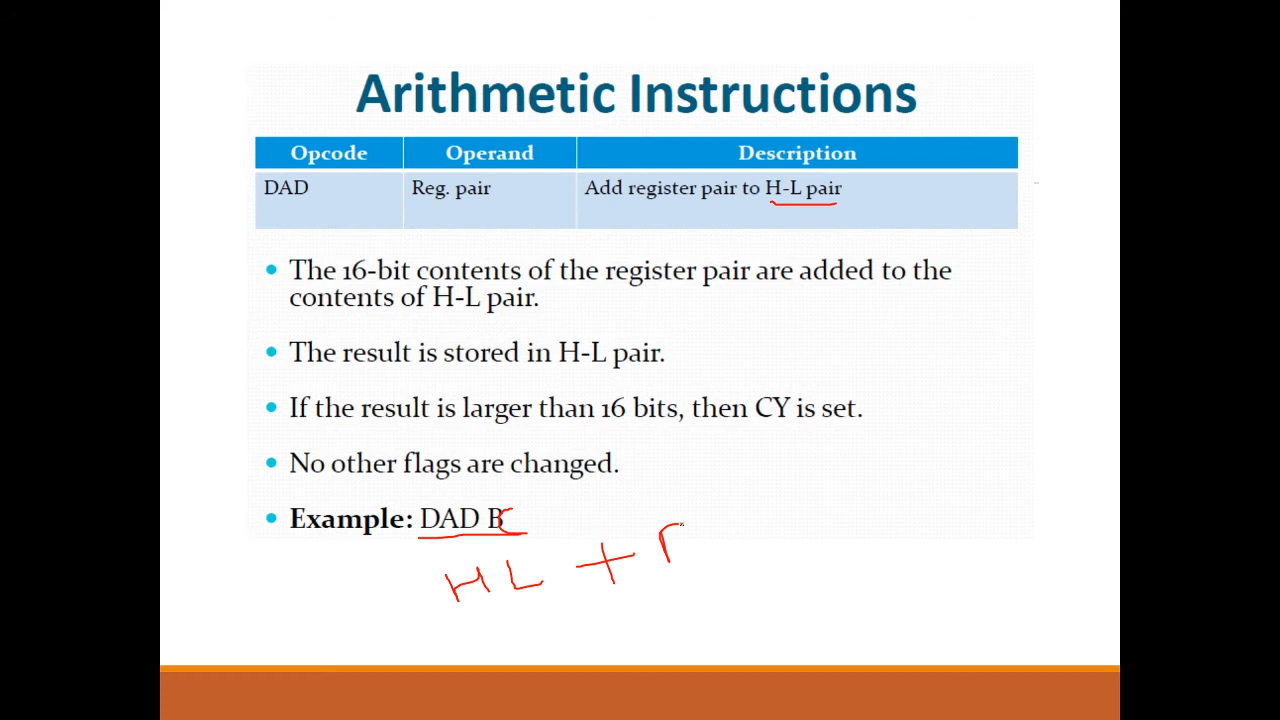 Arithmetic Instructions
Opcode Operand Description
DAD Reg. pair Add register pair to H-L pair
• The 16-bit contents of the register pair are added to the
contents of H-L pair.
• The result is stored in H-L pair.
• If the result is larger than 16 bits, then CY is set.
• No other flags are changed.
• Example: DAD BC
HL +